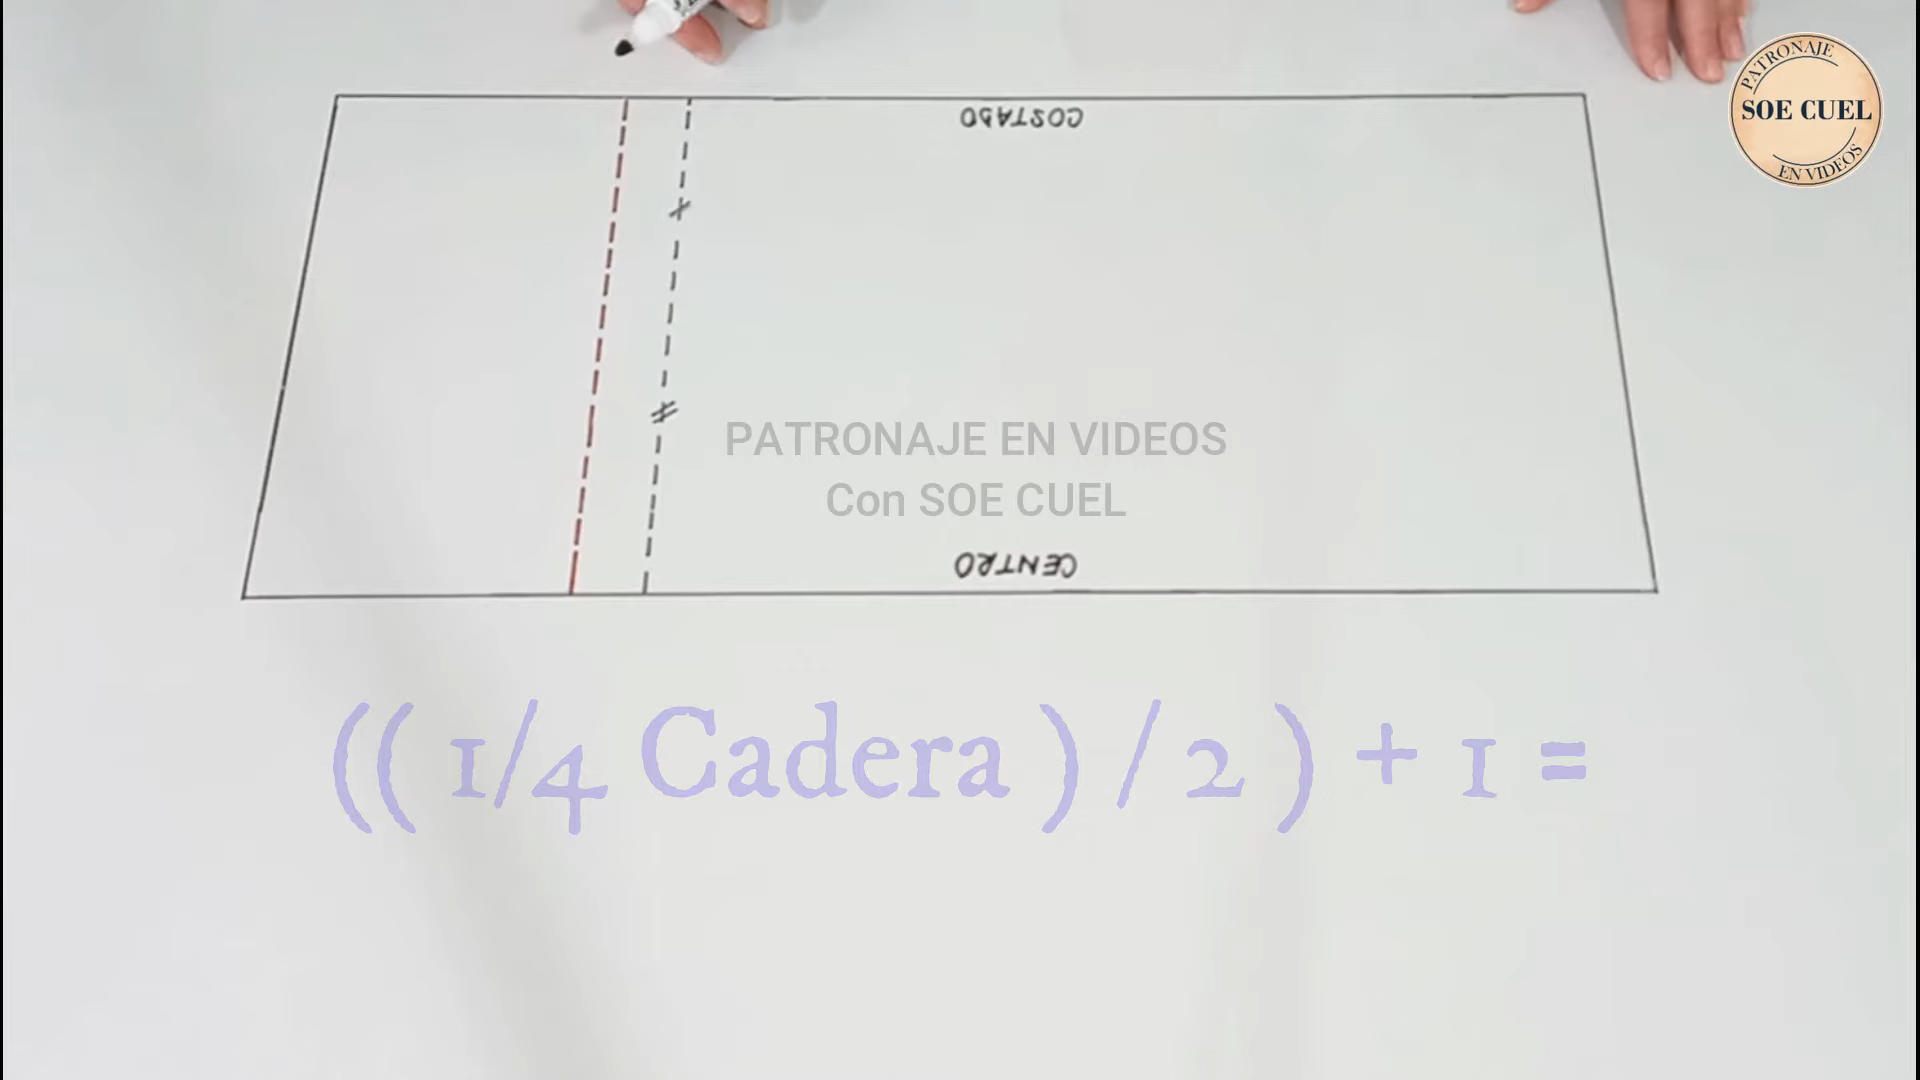 PATRONAJE
SOE CUEL
EN VIDEOS
COSTADO
PATRONAJE EN VIDEOS
Con SOE CUEL
CENTRO
(( 1/4 Cadera ) / 2 ) + 1 =